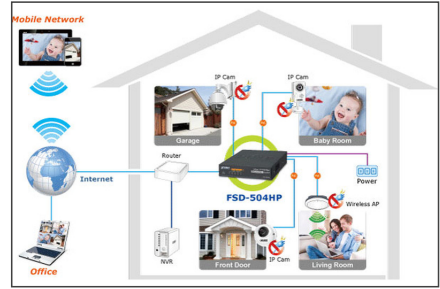 Mobile Network
IP Cam
IP Cam
Garage
Baby Room
Router
Internet
FSD-504HP
Power
Wireless AP
Office
NVR
Front Door
IP Cam
Living Room